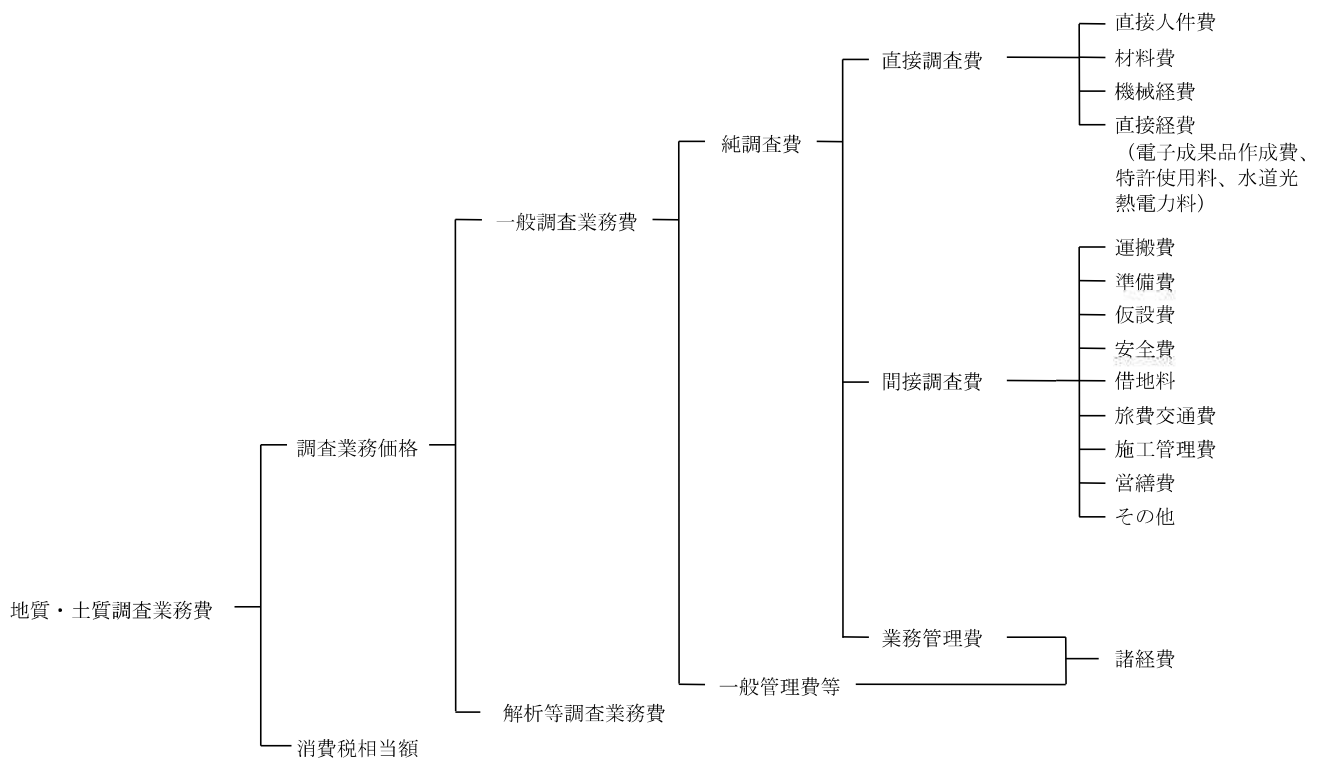 直接人件費
直接調査費
材料費
機械経費
直接経費
（電子成果品作成費、
特許使用料、水道光
熱電力料）
純調査費
一般調査業務費
運搬費
準備費
仮設費
安全費
間接調査費
借地料
旅費交通費
施工管理費
営繕費
その他
調査業務価格
地質・土質調査業務費
業務管理費
諸経費
一般管理費等
解析等調査業務費
消費税相当額